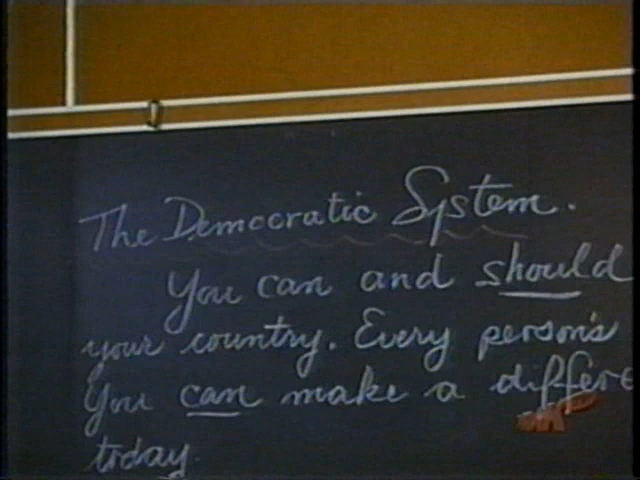 The Democratic System.
You can and should
your country. Every person's
You can make a differe
today.